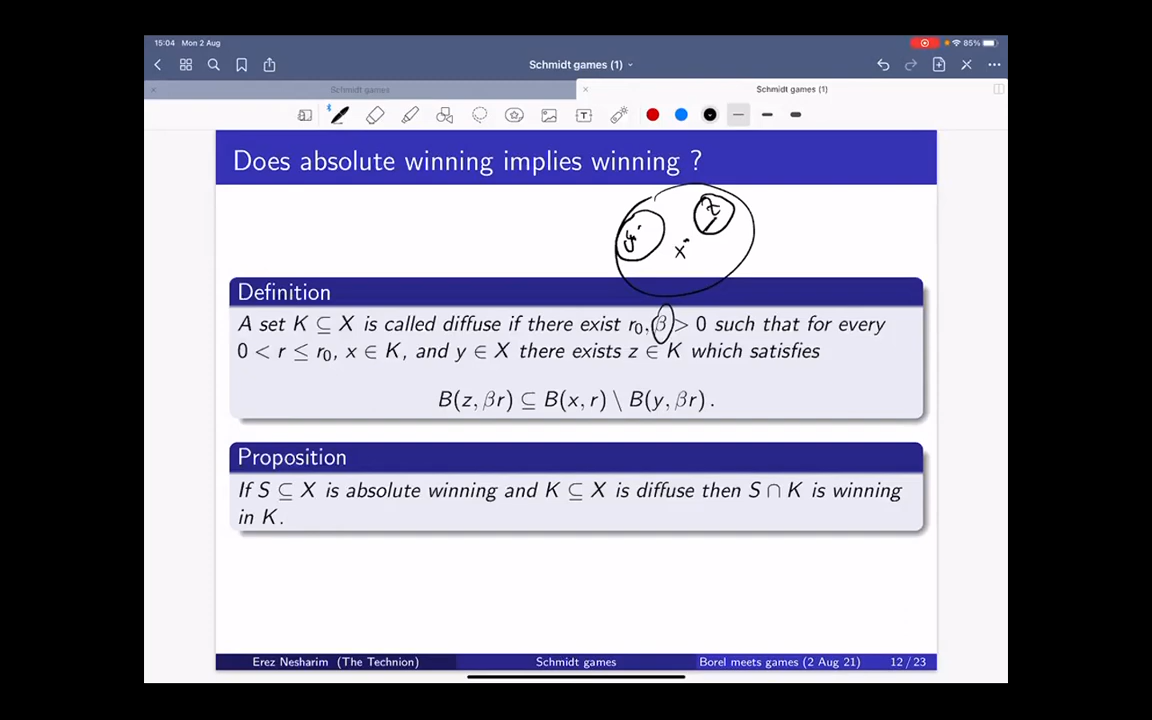 15:04 Mon 2 Aug
85%
Schmidt games (1)
Schmidt games
Schmidt games (1)
T
Does absolute winning implies winning ?
y
z
x
Definition
A set K ⊆ X is called diffuse if there exist r₀, β > 0 such that for every
0 < r ≤ r₀, x ∈ K, and y ∈ X there exists z ∈ K which satisfies
B(z, βr) ⊆ B(x, r) \ B(y, βr) .
Proposition
If S ⊆ X is absolute winning and K ⊆ X is diffuse then S ∩ K is winning
in K.
Erez Nesharim (The Technion) Schmidt games Borel meets games (2 Aug 21) 12 / 23